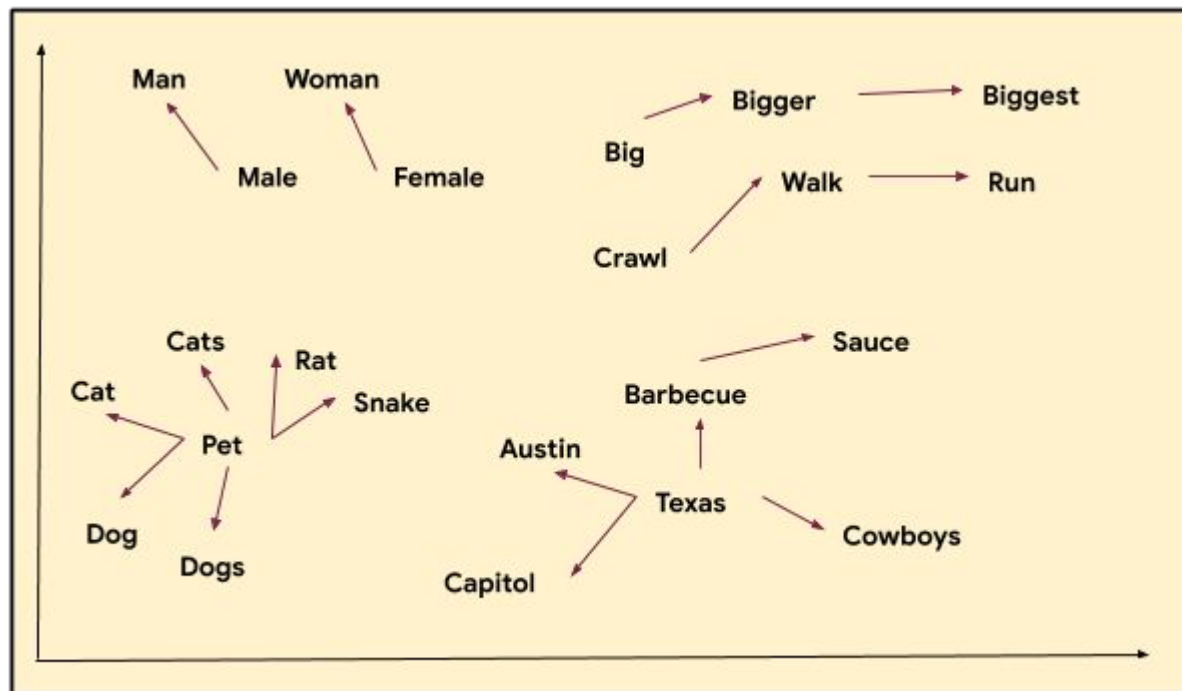 Man
Woman
Male
Female
Big
Bigger
Biggest
Crawl
Walk
Run
Cats
Rat
Cat
Snake
Pet
Dog
Dogs
Sauce
Barbecue
Austin
Texas
Cowboys
Capitol